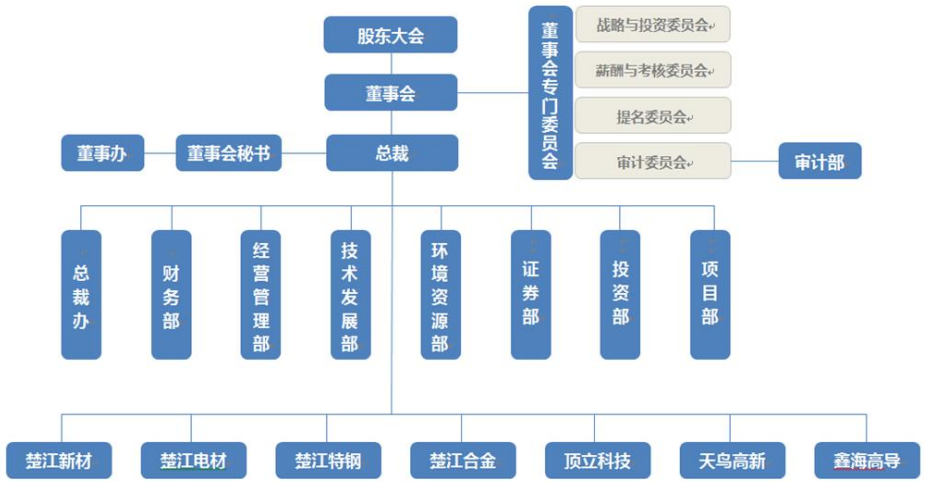 股东大会
董事会
董事会专门委员会
战略与投资委员会
薪酬与考核委员会
提名委员会
审计委员会
审计部
董事办
董事会秘书
总裁
总裁办
财务部
经营管理部
技术发展部
环境资源部
证券部
投资部
项目部
楚江新材
楚江电材
楚江特钢
楚江合金
顶立科技
天鸟高新
鑫海高导